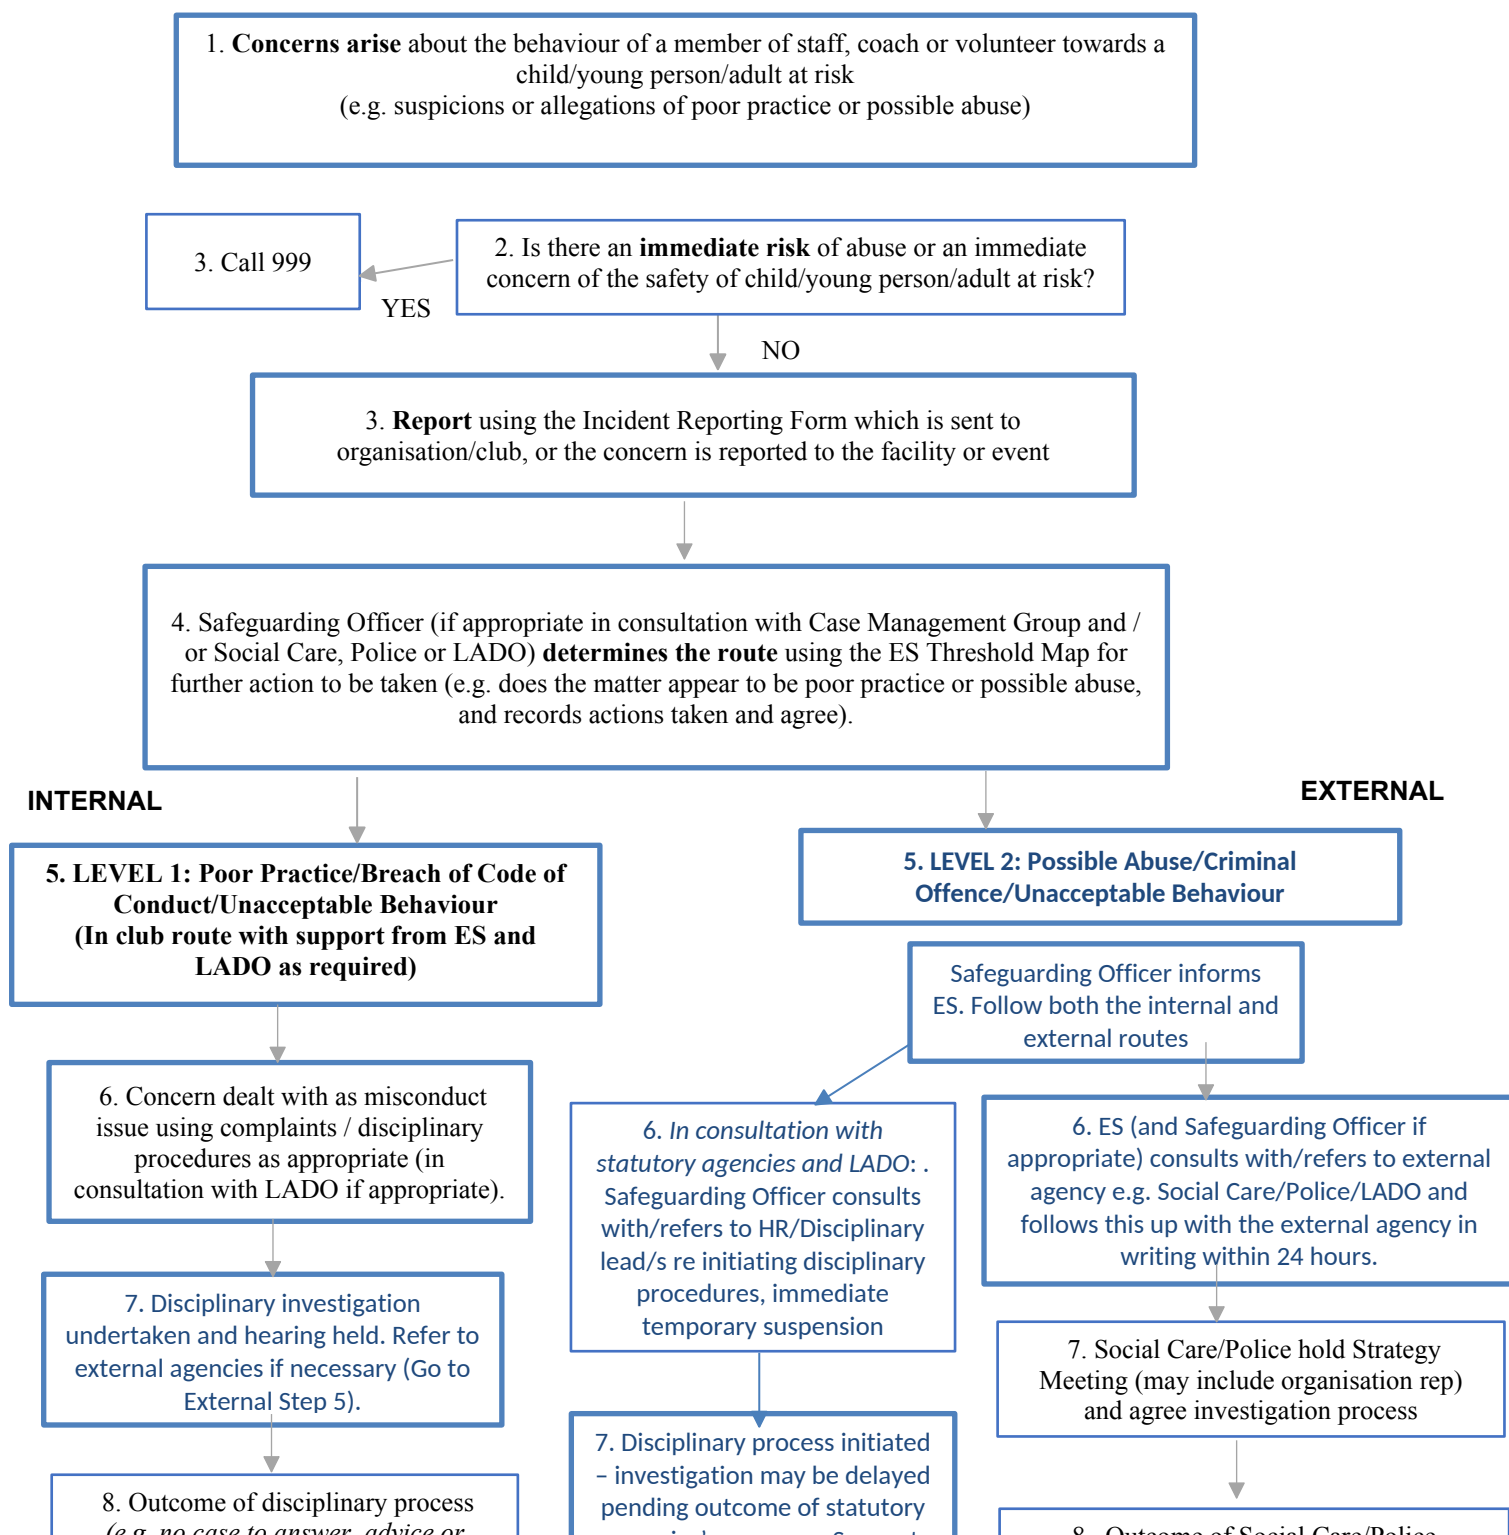 1. Concerns arise about the behaviour of a member of staff, coach or volunteer towards a
child/young person/adult at risk
(e.g. suspicions or allegations of poor practice or possible abuse)
3. Call 999
2. Is there an immediate risk of abuse or an immediate
concern of the safety of child/young person/adult at risk?
YES
NO
3. Report using the Incident Reporting Form which is sent to
organisation/club, or the concern is reported to the facility or event
4. Safeguarding Officer (if appropriate in consultation with Case Management Group and /
or Social Care, Police or LADO) determines the route using the ES Threshold Map for
further action to be taken (e.g. does the matter appear to be poor practice or possible abuse,
and records actions taken and agree).
INTERNAL
EXTERNAL
5. LEVEL 1: Poor Practice/Breach of Code of
Conduct/Unacceptable Behaviour
(In club route with support from ES and
LADO as required)
5. LEVEL 2: Possible Abuse/Criminal
Offence/Unacceptable Behaviour
Safeguarding Officer informs
ES. Follow both the internal and
external routes
6. Concern dealt with as misconduct
issue using complaints / disciplinary
procedures as appropriate (in
consultation with LADO if appropriate).
6. In consultation with
statutory agencies and LADO: .
Safeguarding Officer consults
with/refers to HR/Disciplinary
lead/s re initiating disciplinary
procedures, immediate
temporary suspension
6. ES (and Safeguarding Officer if
appropriate) consults with/refers to external
agency e.g. Social Care/Police/LADO and
follows this up with the external agency in
writing within 24 hours.
7. Disciplinary investigation
undertaken and hearing held. Refer to
external agencies if necessary (Go to
External Step 5).
7. Social Care/Police hold Strategy
Meeting (may include organisation rep)
and agree investigation process
7. Disciplinary process initiated
– investigation may be delayed
pending outcome of statutory
8. Outcome of disciplinary process
(e.g. no case to answer, advice or
8. Outcome of Social Care/Police